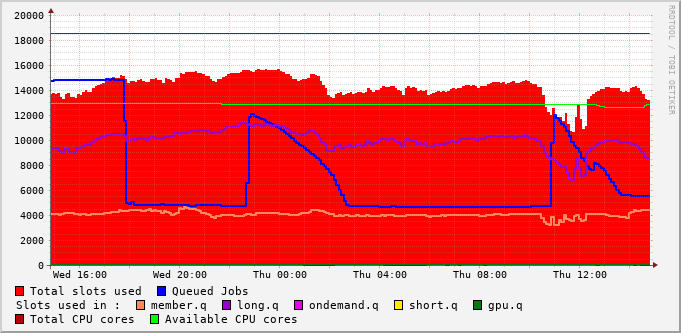 20000
18000
16000
14000
12000
10000
8000
6000
4000
2000
0
Wed 16:00 Wed 20:00 Thu 00:00 Thu 04:00 Thu 08:00 Thu 12:00
Total slots used Queued Jobs
Slots used in : member.q long.q ondemand.q short.q gpu.q
Total CPU cores Available CPU cores
RRDTOOL / TOBI OETIKER